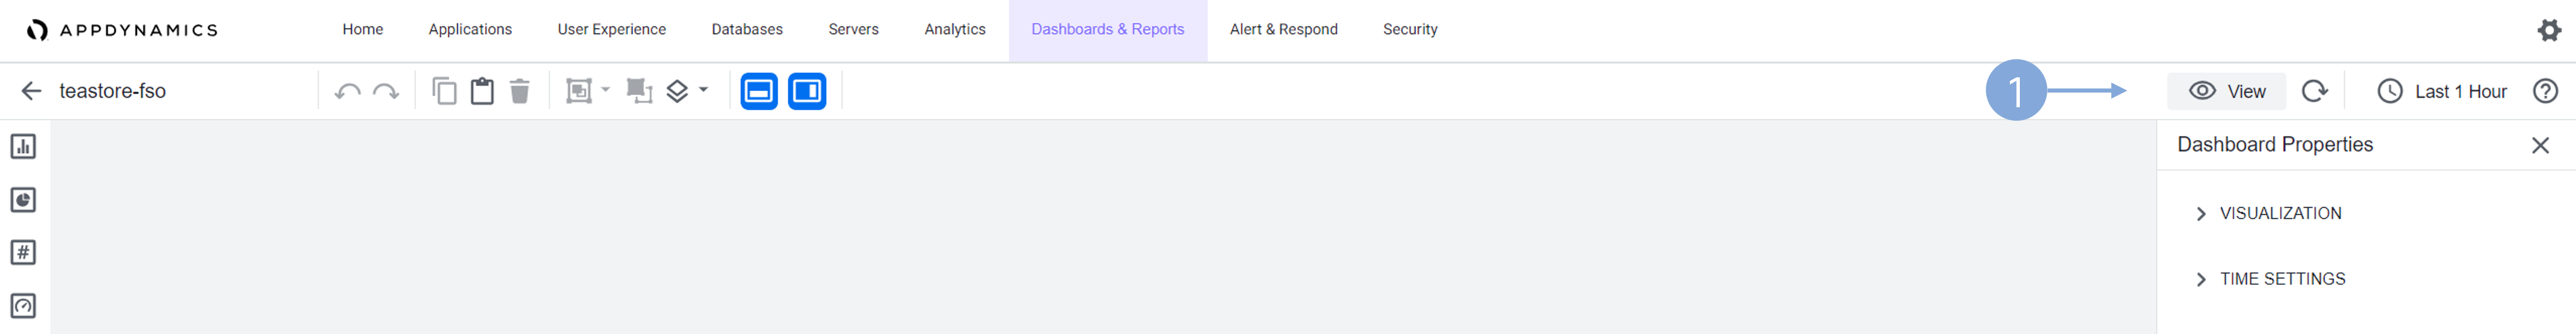 APPDYNAMICS Home Applications User Experience Databases Servers Analytics Dashboards & Reports Alert & Respond Security
teastore-fso 1 View Last 1 Hour
Dashboard Properties
VISUALIZATION
#
TIME SETTINGS